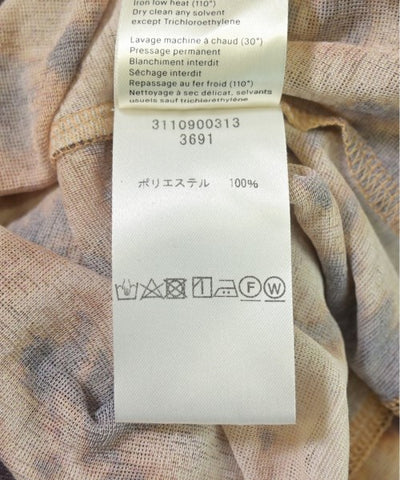 Iron low heat (110°)
Dry clean any solvent
except Trichloroethylene
Lavage machine à chaud (30°)
Pressage permanent
Blanchiment interdit
Séchage interdit
Repassage au fer froid (110°)
Nettoyage à sec délicat, solvants
usuels sauf trichloréthylène
3110900313
3691
ポリエステル 100%
F W